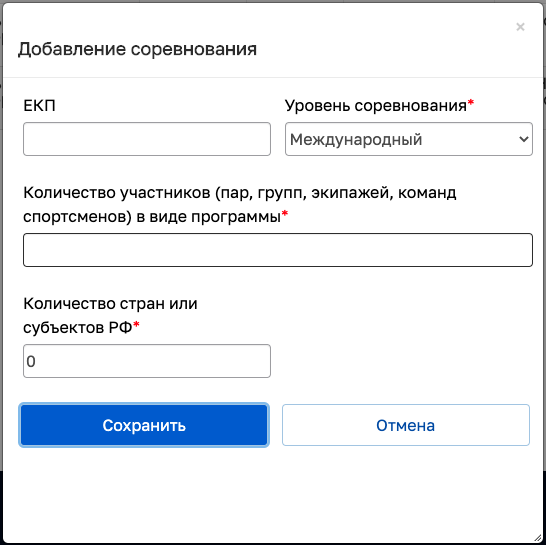 ×
Добавление соревнования
ЕКП
Уровень соревнования*
Международный
Количество участников (пар, групп, экипажей, команд
спортсменов) в виде программы*
Количество стран или
субъектов РФ*
0
Сохранить
Отмена